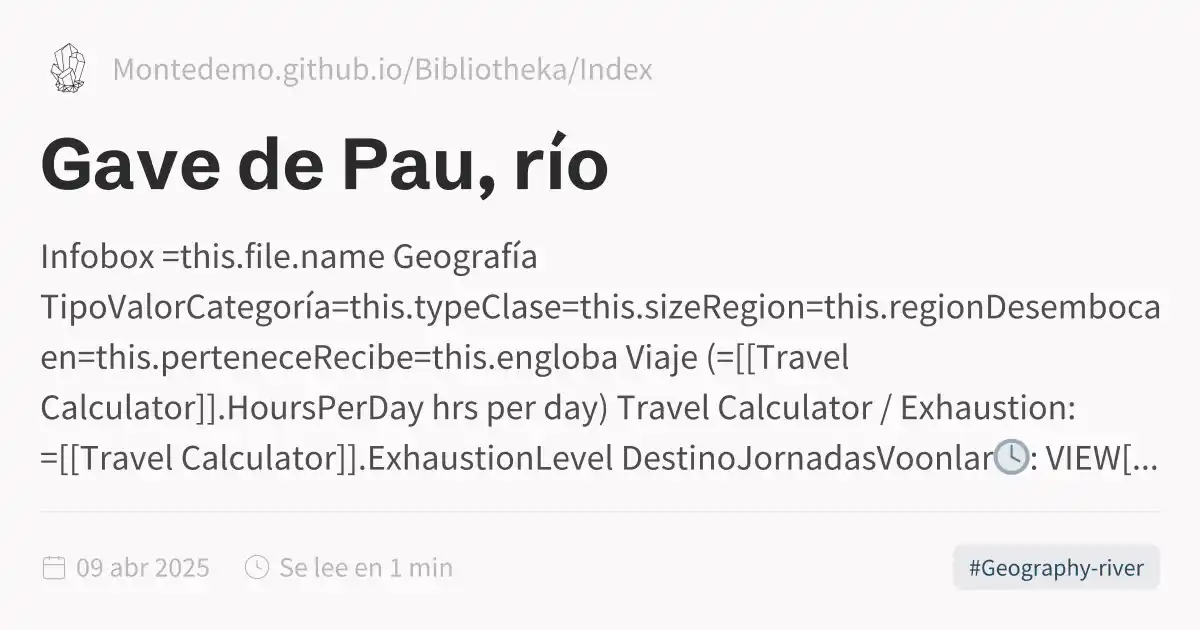 Montedemo.github.io/Bibliotheka/Index
Gave de Pau, río
Infobox =this.file.name Geografía
TipoValorCategoría=this.typeClase=this.sizeRegion=this.regionDesemboca
en=this.perteneceRecibe=this.engloba Viaje (=[[Travel
Calculator]].HoursPerDay hrs per day) Travel Calculator / Exhaustion:
=[[Travel Calculator]].ExhaustionLevel DestinoJornadasVoonlar🕓: VIEW[...
09 abr 2025 Se lee en 1 min #Geography-river